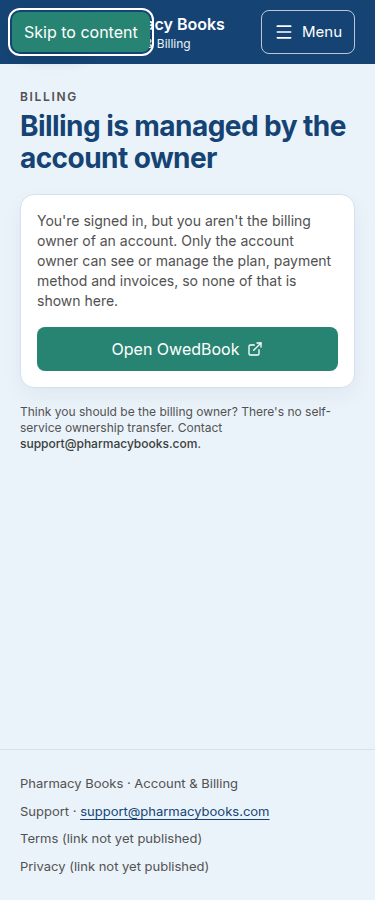 Skip to content
cy Books
Billing
Menu
BILLING
Billing is managed by the
account owner
You're signed in, but you aren't the billing
owner of an account. Only the account
owner can see or manage the plan, payment
method and invoices, so none of that is
shown here.
Open OwedBook
Think you should be the billing owner? There's no self-
service ownership transfer. Contact
support@pharmacybooks.com.
Pharmacy Books · Account & Billing
Support · support@pharmacybooks.com
Terms (link not yet published)
Privacy (link not yet published)